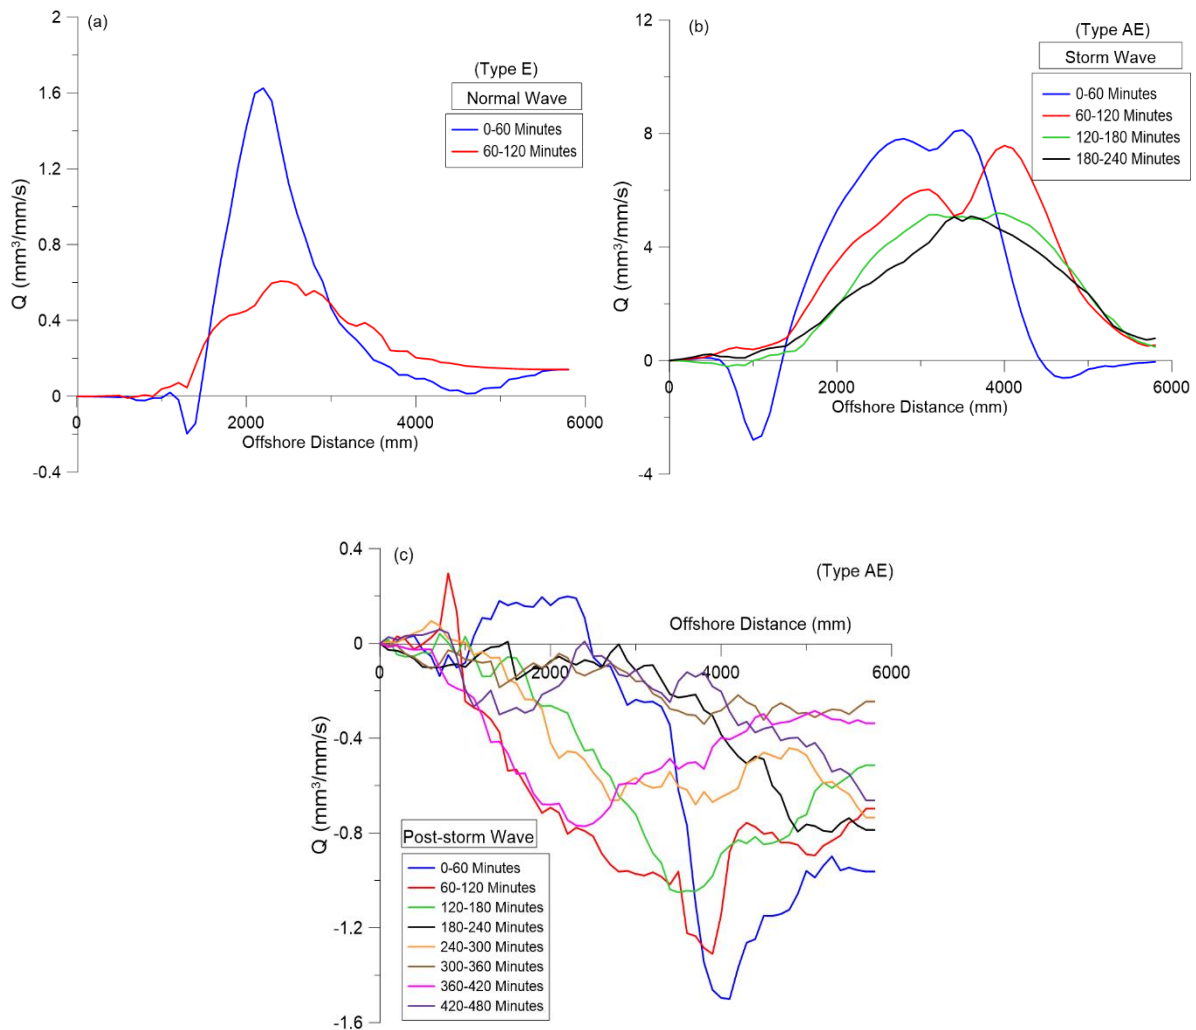 (a)
2
1.6
1.2
0.8
0.4
0
-0.4
Q (mm³/mm/s)
0
2000
4000
6000
Offshore Distance (mm)
(Type E)
Normal Wave
0-60 Minutes
60-120 Minutes
(b)
12
8
4
0
-4
Q (mm³/mm/s)
0
2000
4000
6000
Offshore Distance (mm)
(Type AE)
Storm Wave
0-60 Minutes
60-120 Minutes
120-180 Minutes
180-240 Minutes
(c)
0.4
0
-0.4
-0.8
-1.2
-1.6
Q (mm³/mm/s)
(Type AE)
Offshore Distance (mm)
0
2000
4000
6000
Post-storm Wave
0-60 Minutes
60-120 Minutes
120-180 Minutes
180-240 Minutes
240-300 Minutes
300-360 Minutes
360-420 Minutes
420-480 Minutes